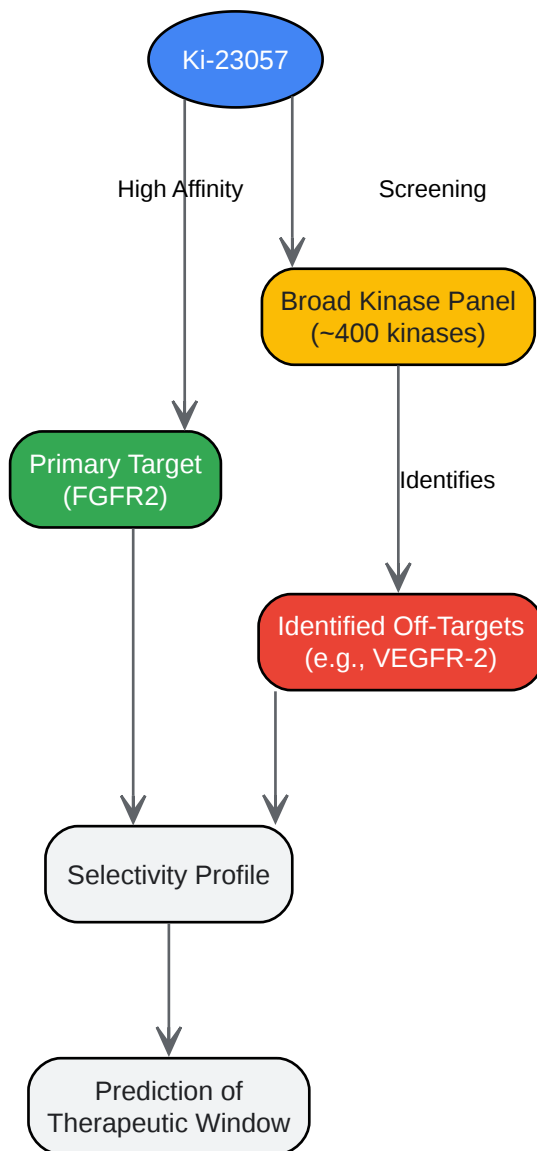 Ki-23057
High Affinity
Screening
Broad Kinase Panel
(~400 kinases)
Primary Target
(FGFR2)
Identifies
Identified Off-Targets
(e.g., VEGFR-2)
Selectivity Profile
Prediction of
Therapeutic Window